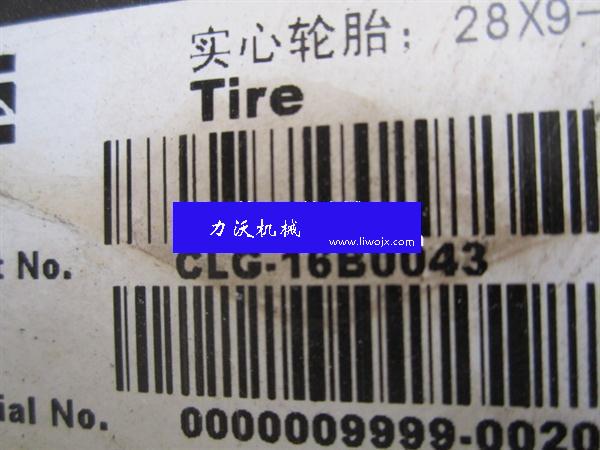 实心轮胎; 28X9-
Tire
力沃机械
www.liwojx.com
t No. CLG-16B0043
ial No. 0000009999-0020